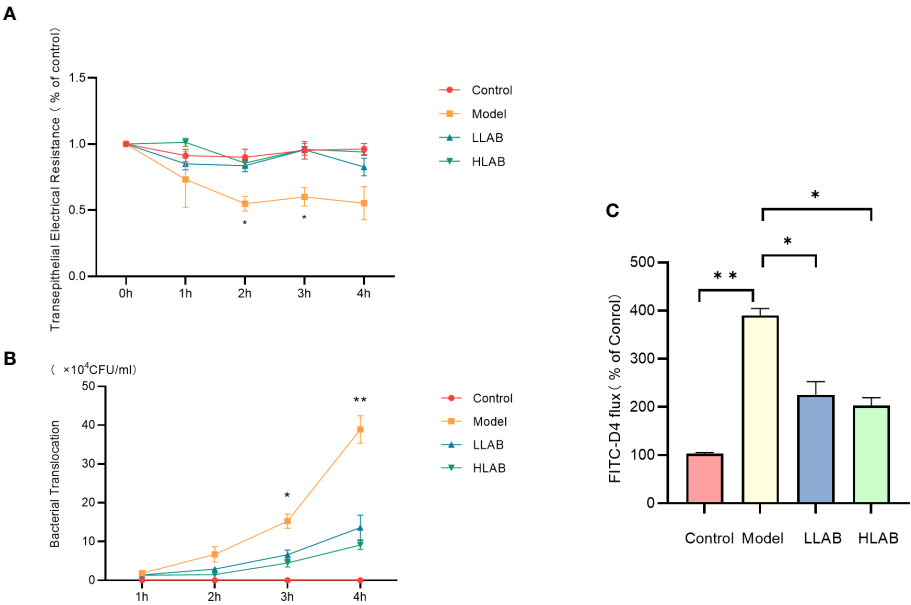 A
Transepithelial Electrical Resistance ( % of control)
1.5
1.0
0.5
0.0
0h
1h
2h
3h
4h
*
*
Control
Model
LLAB
HLAB
B
( ×10⁴CFU/ml)
Bacterial Translocation
50
40
30
20
10
0
1h
2h
3h
4h
*
**
Control
Model
LLAB
HLAB
C
FITC-D4 flux ( % of Conrol)
500
400
300
200
100
0
Control
Model
LLAB
HLAB
**
*
*